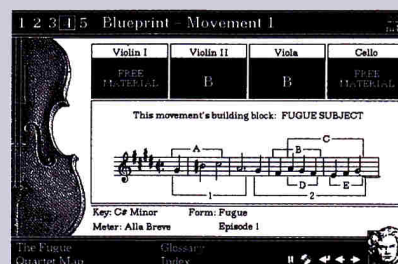 1 2 3 4 5 Blueprint – Movement 1
Violin I Violin II Viola Cello
FREE MATERIAL B B FREE MATERIAL
This movement's building block: FUGUE SUBJECT
A B C
D E
1 2
Key: C# Minor Form: Fugue
Meter: Alla Breve Episode 1
The Fugue Glossary
Quartet Map Index